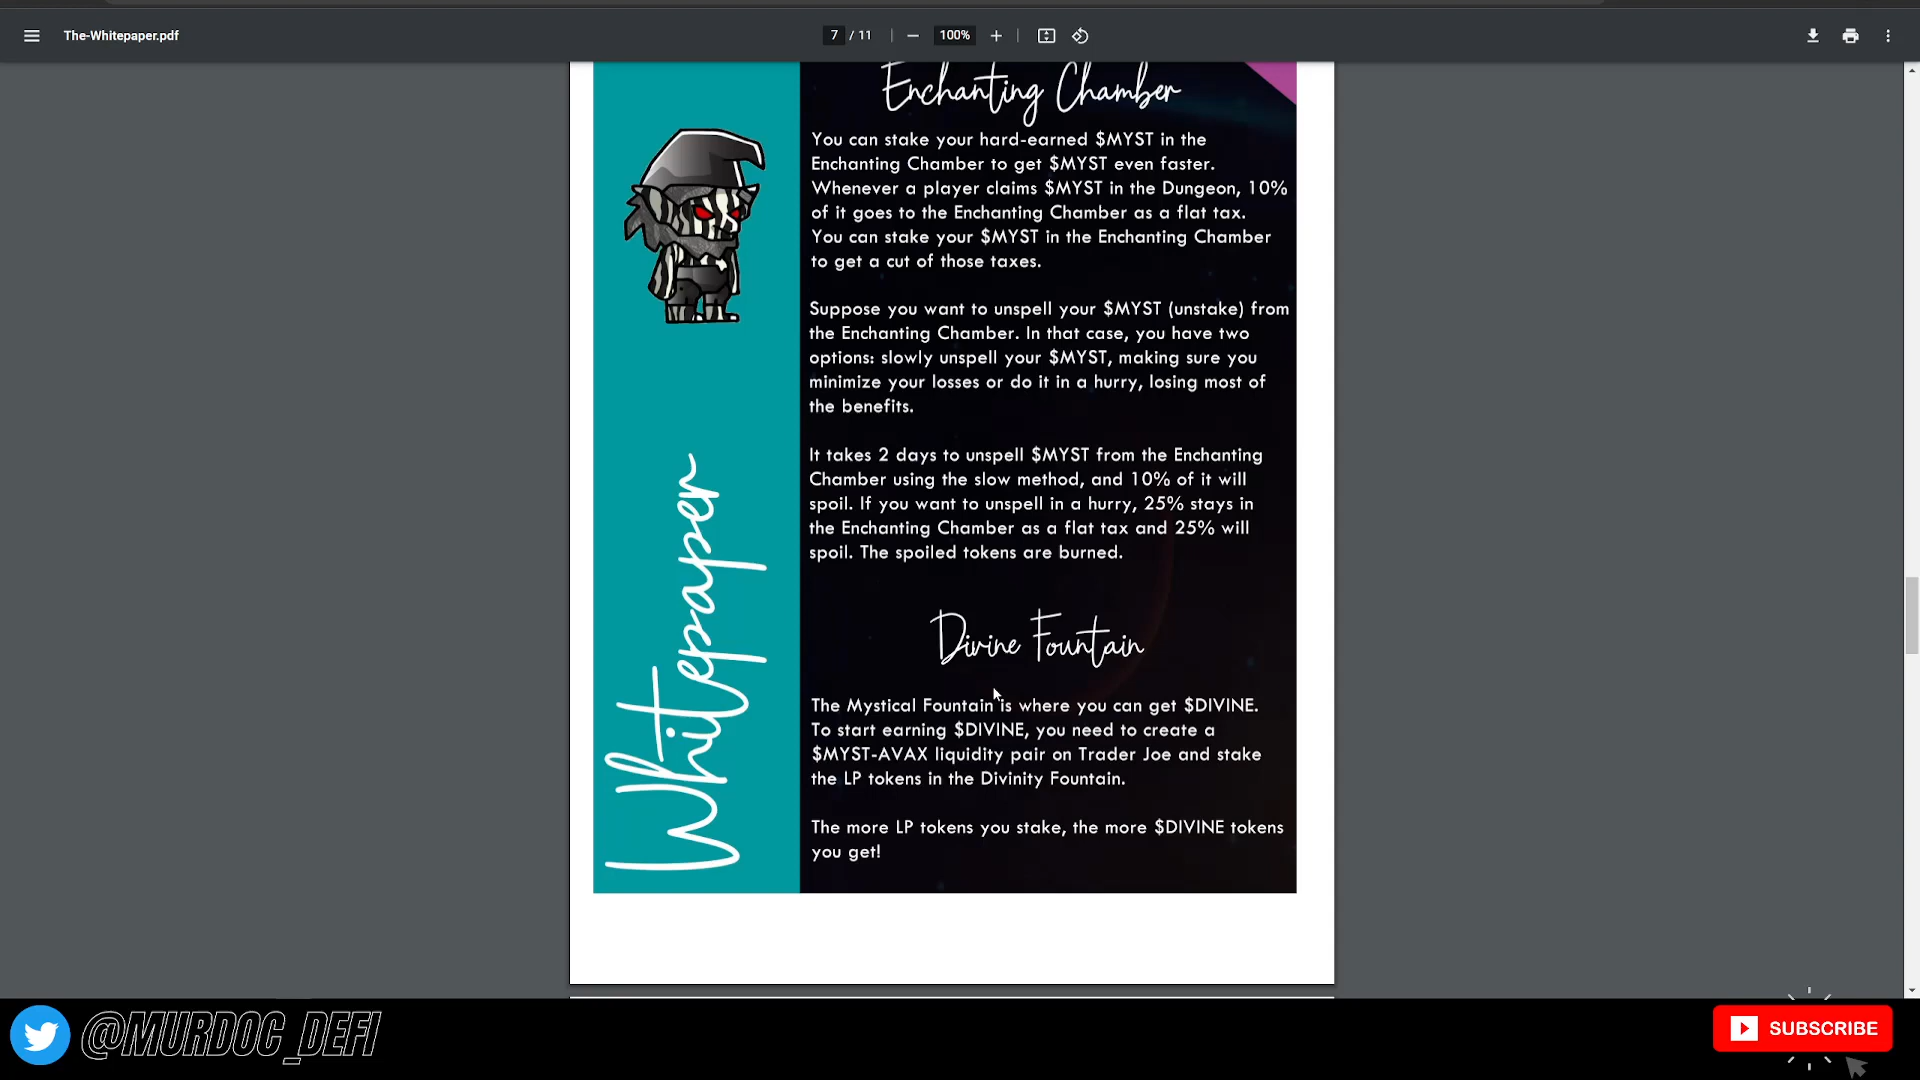 The-Whitepaper.pdf
7 / 11
100%
Enchanting Chamber
You can stake your hard-earned $MYST in the
Enchanting Chamber to get $MYST even faster.
Whenever a player claims $MYST in the Dungeon, 10%
of it goes to the Enchanting Chamber as a flat tax.
You can stake your $MYST in the Enchanting Chamber
to get a cut of those taxes.
Suppose you want to unspell your $MYST (unstake) from
the Enchanting Chamber. In that case, you have two
options: slowly unspell your $MYST, making sure you
minimize your losses or do it in a hurry, losing most of
the benefits.
It takes 2 days to unspell $MYST from the Enchanting
Chamber using the slow method, and 10% of it will
spoil. If you want to unspell in a hurry, 25% stays in
the Enchanting Chamber as a flat tax and 25% will
spoil. The spoiled tokens are burned.
Whitepaper
Divine Fountain
The Mystical Fountain is where you can get $DIVINE.
To start earning $DIVINE, you need to create a
$MYST-AVAX liquidity pair on Trader Joe and stake
the LP tokens in the Divinity Fountain.
The more LP tokens you stake, the more $DIVINE tokens
you get!
@MURDOC_DEFI
SUBSCRIBE